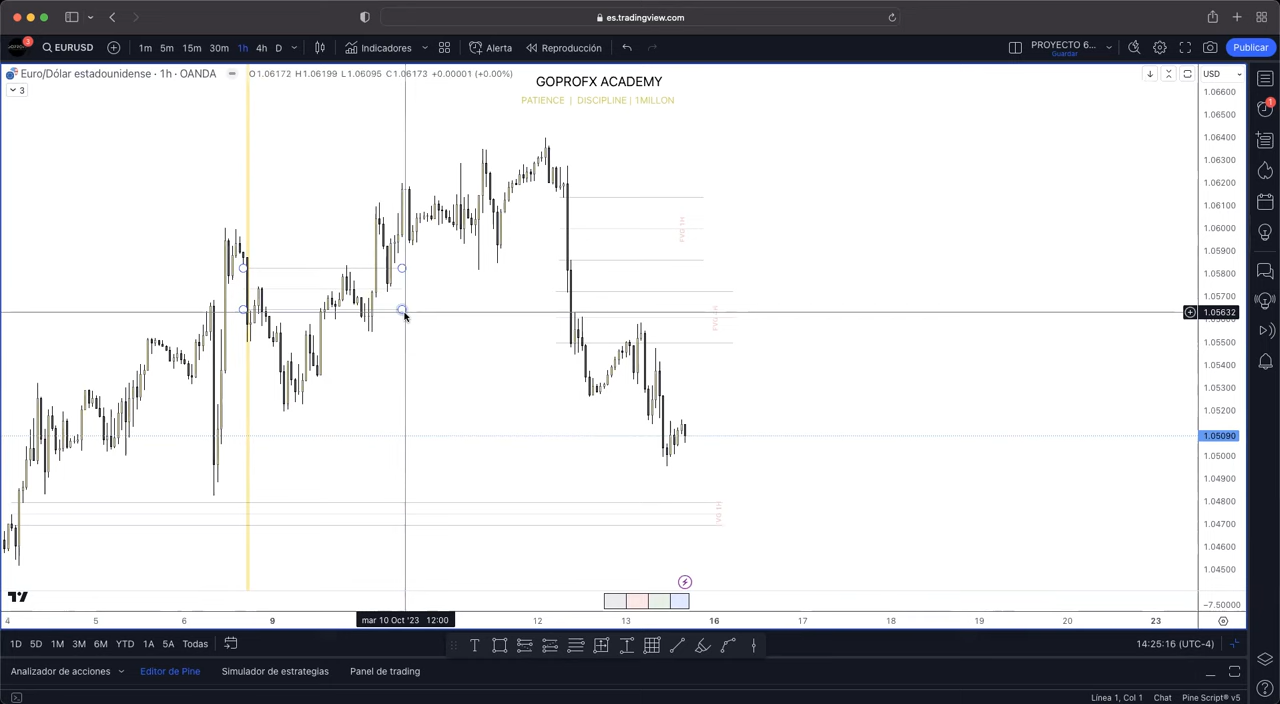 es.tradingview.com
3
EURUSD
1m 5m 15m 30m 1h 4h D
Indicadores
Alerta
Reproducción
PROYECTO 6...
Guardar
Publicar
Euro/Dólar estadounidense · 1h · OANDA
O1.06172 H1.06199 L1.06095 C1.06173 +0.00001 (+0.00%)
3
GOPROFX ACADEMY
PATIENCE | DISCIPLINE | 1MILLON
USD
1.06600
1.06500
1.06400
1.06300
1.06200
1.06100
1.06000
1.05900
1.05800
1.05700
1.05632
1.05500
1.05400
1.05300
1.05200
1.05090
1.05000
1.04900
1.04800
1.04700
1.04600
1.04500
-7.50000
1
4 5 6 9 mar 10 Oct '23 12:00 12 13 16 17 18 19 20 23
1D 5D 1M 3M 6M YTD 1A 5A Todas
14:25:16 (UTC-4)
Analizador de acciones
Editor de Pine
Simulador de estrategias
Panel de trading
Línea 1, Col 1 Chat Pine Script® v5